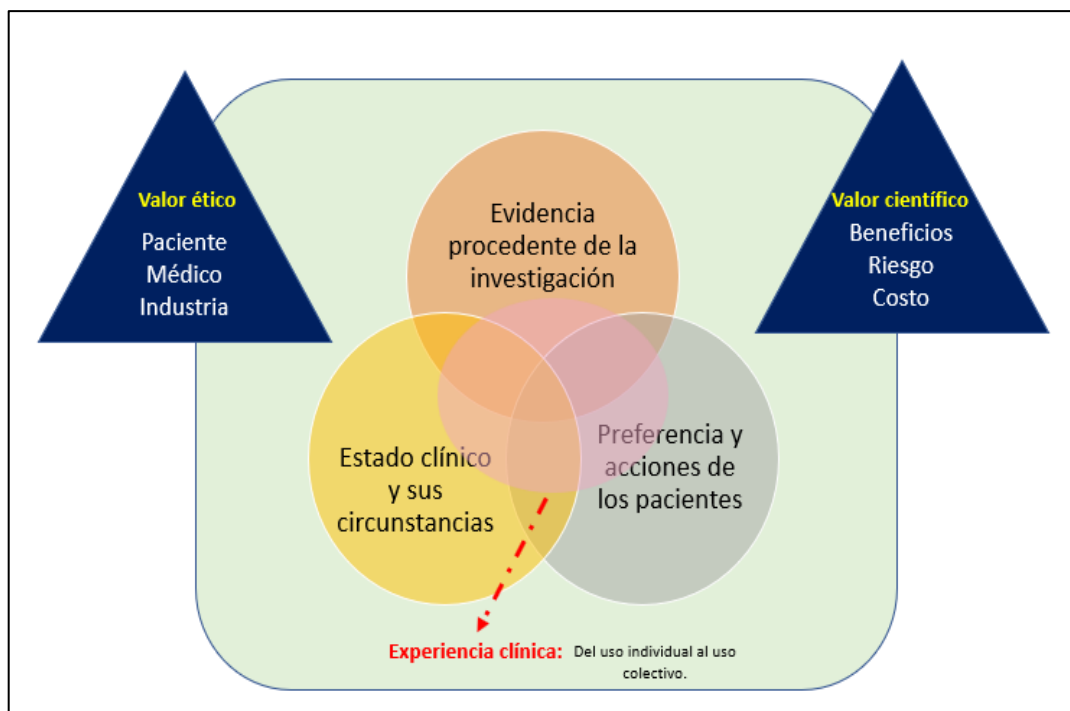 Valor ético
Paciente
Médico
Industria
Evidencia
procedente de la
investigación
Valor científico
Beneficios
Riesgo
Costo
Estado clínico
y sus
circunstancias
Preferencia y
acciones de
los pacientes
Experiencia clínica: Del uso individual al uso
colectivo.